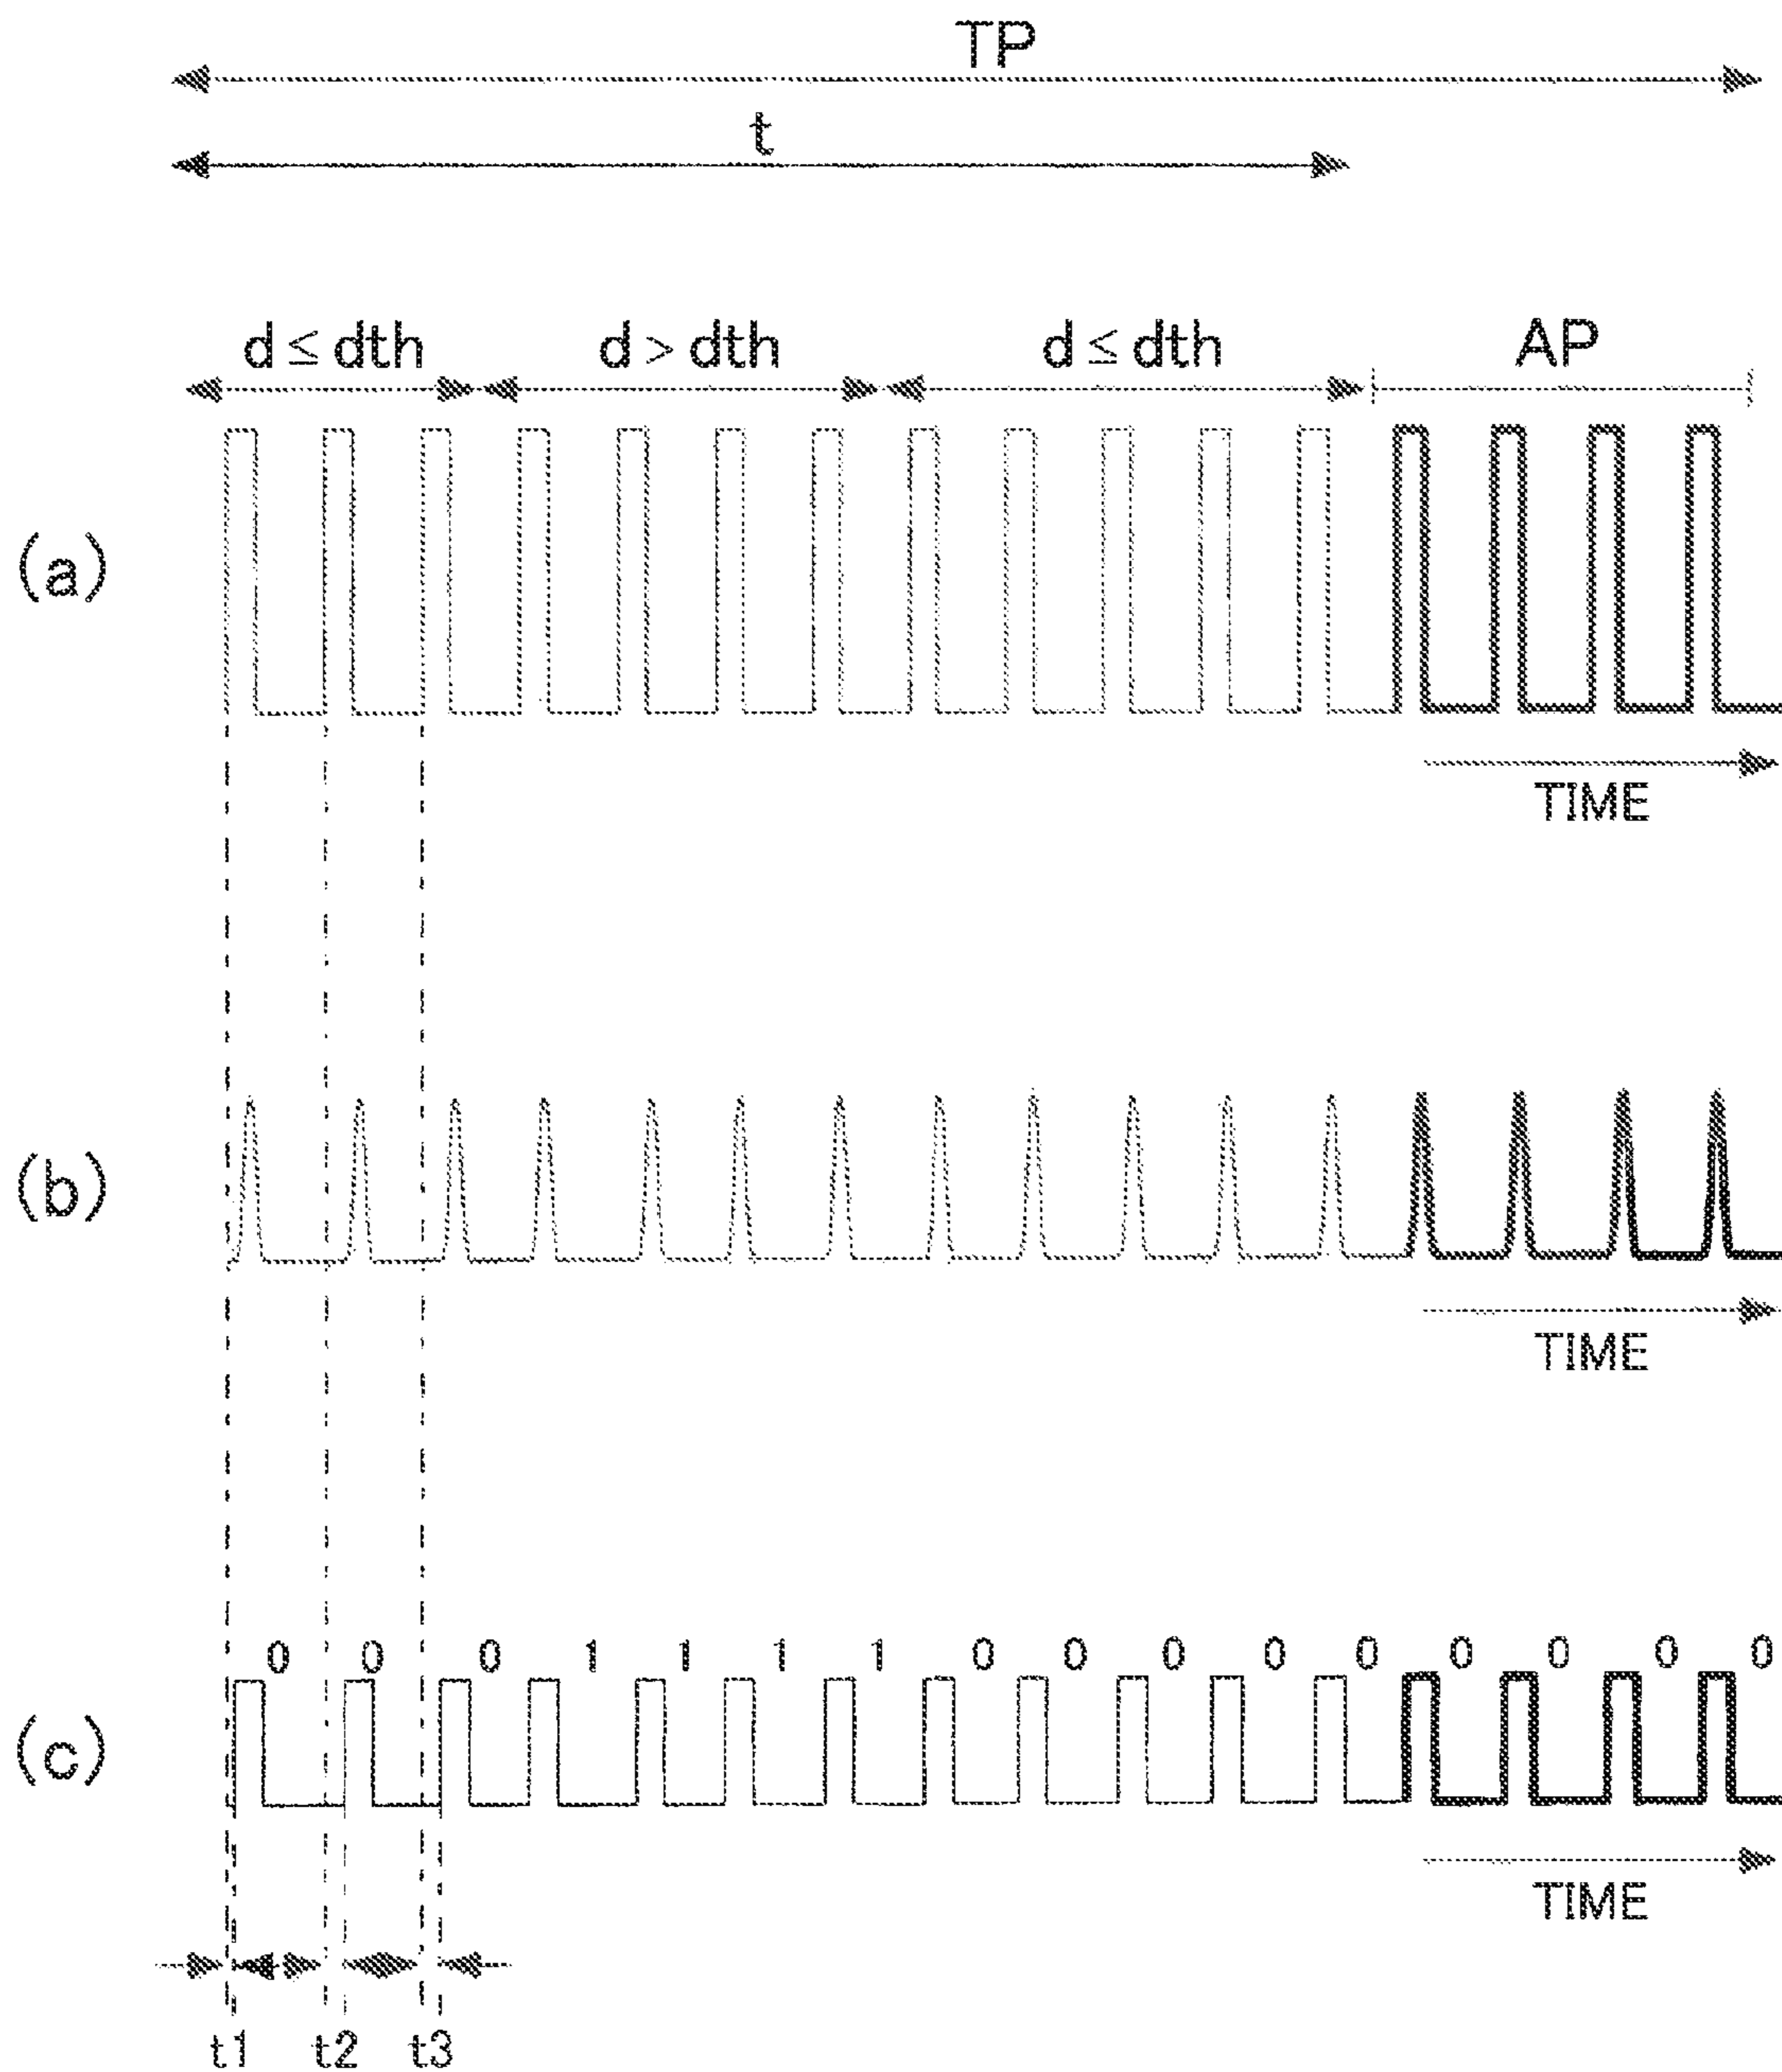 TP
t
d ≤ dth d > dth d ≤ dth AP
(a)
TIME
(b)
TIME
0 0 0 1 1 1 1 0 0 0 0 0 0 0 0 0
(c)
TIME
t1 t2 t3